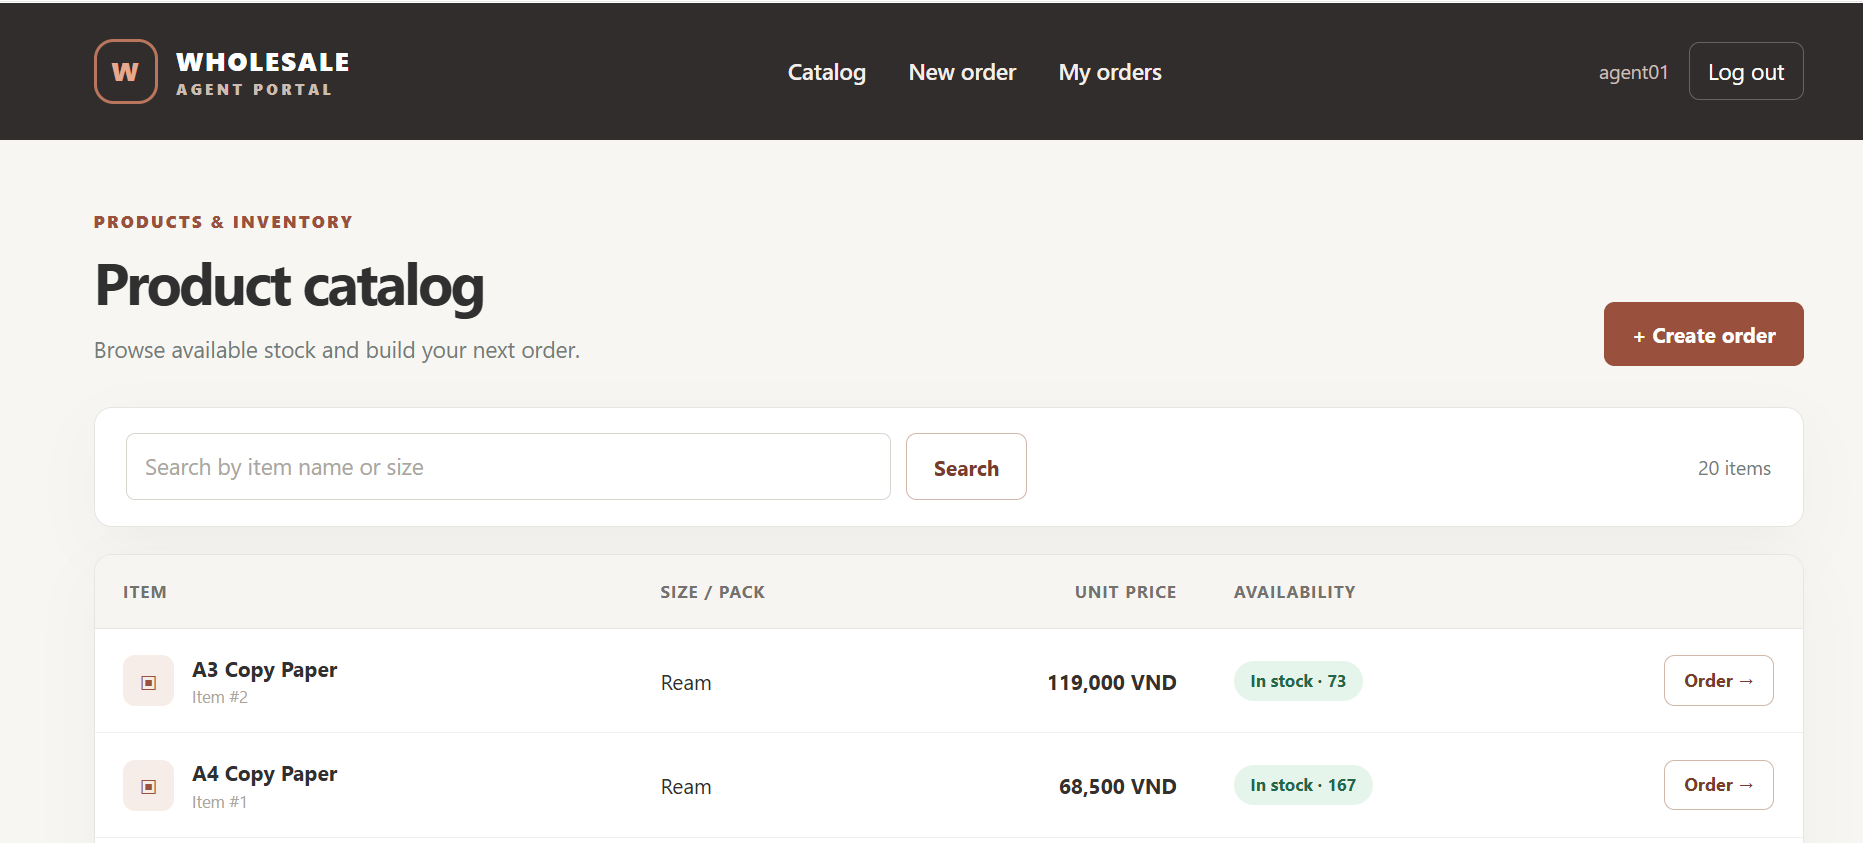 W
WHOLESALE
AGENT PORTAL
Catalog New order My orders
agent01 Log out
PRODUCTS & INVENTORY
Product catalog
Browse available stock and build your next order.
+ Create order
Search by item name or size Search 20 items
ITEM SIZE / PACK UNIT PRICE AVAILABILITY
A3 Copy Paper
Item #2
Ream 119,000 VND In stock · 73 Order →
A4 Copy Paper
Item #1
Ream 68,500 VND In stock · 167 Order →